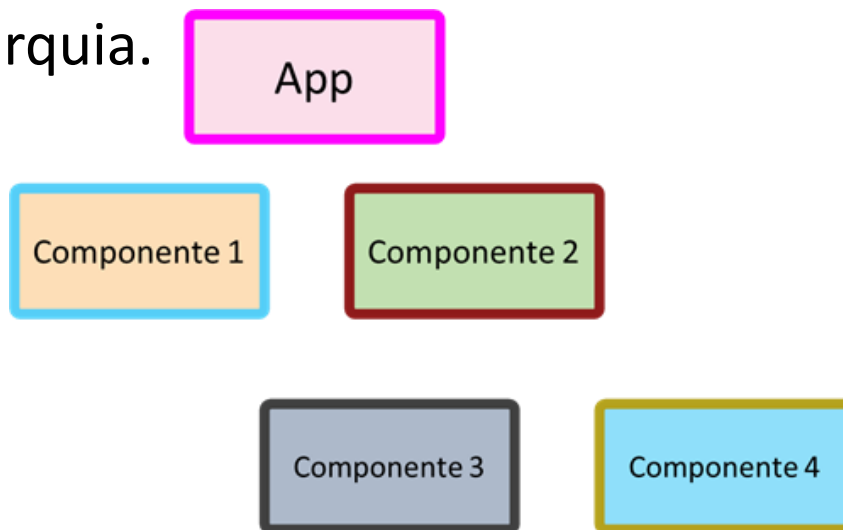 rquia.
App
Componente 1
Componente 2
Componente 3
Componente 4